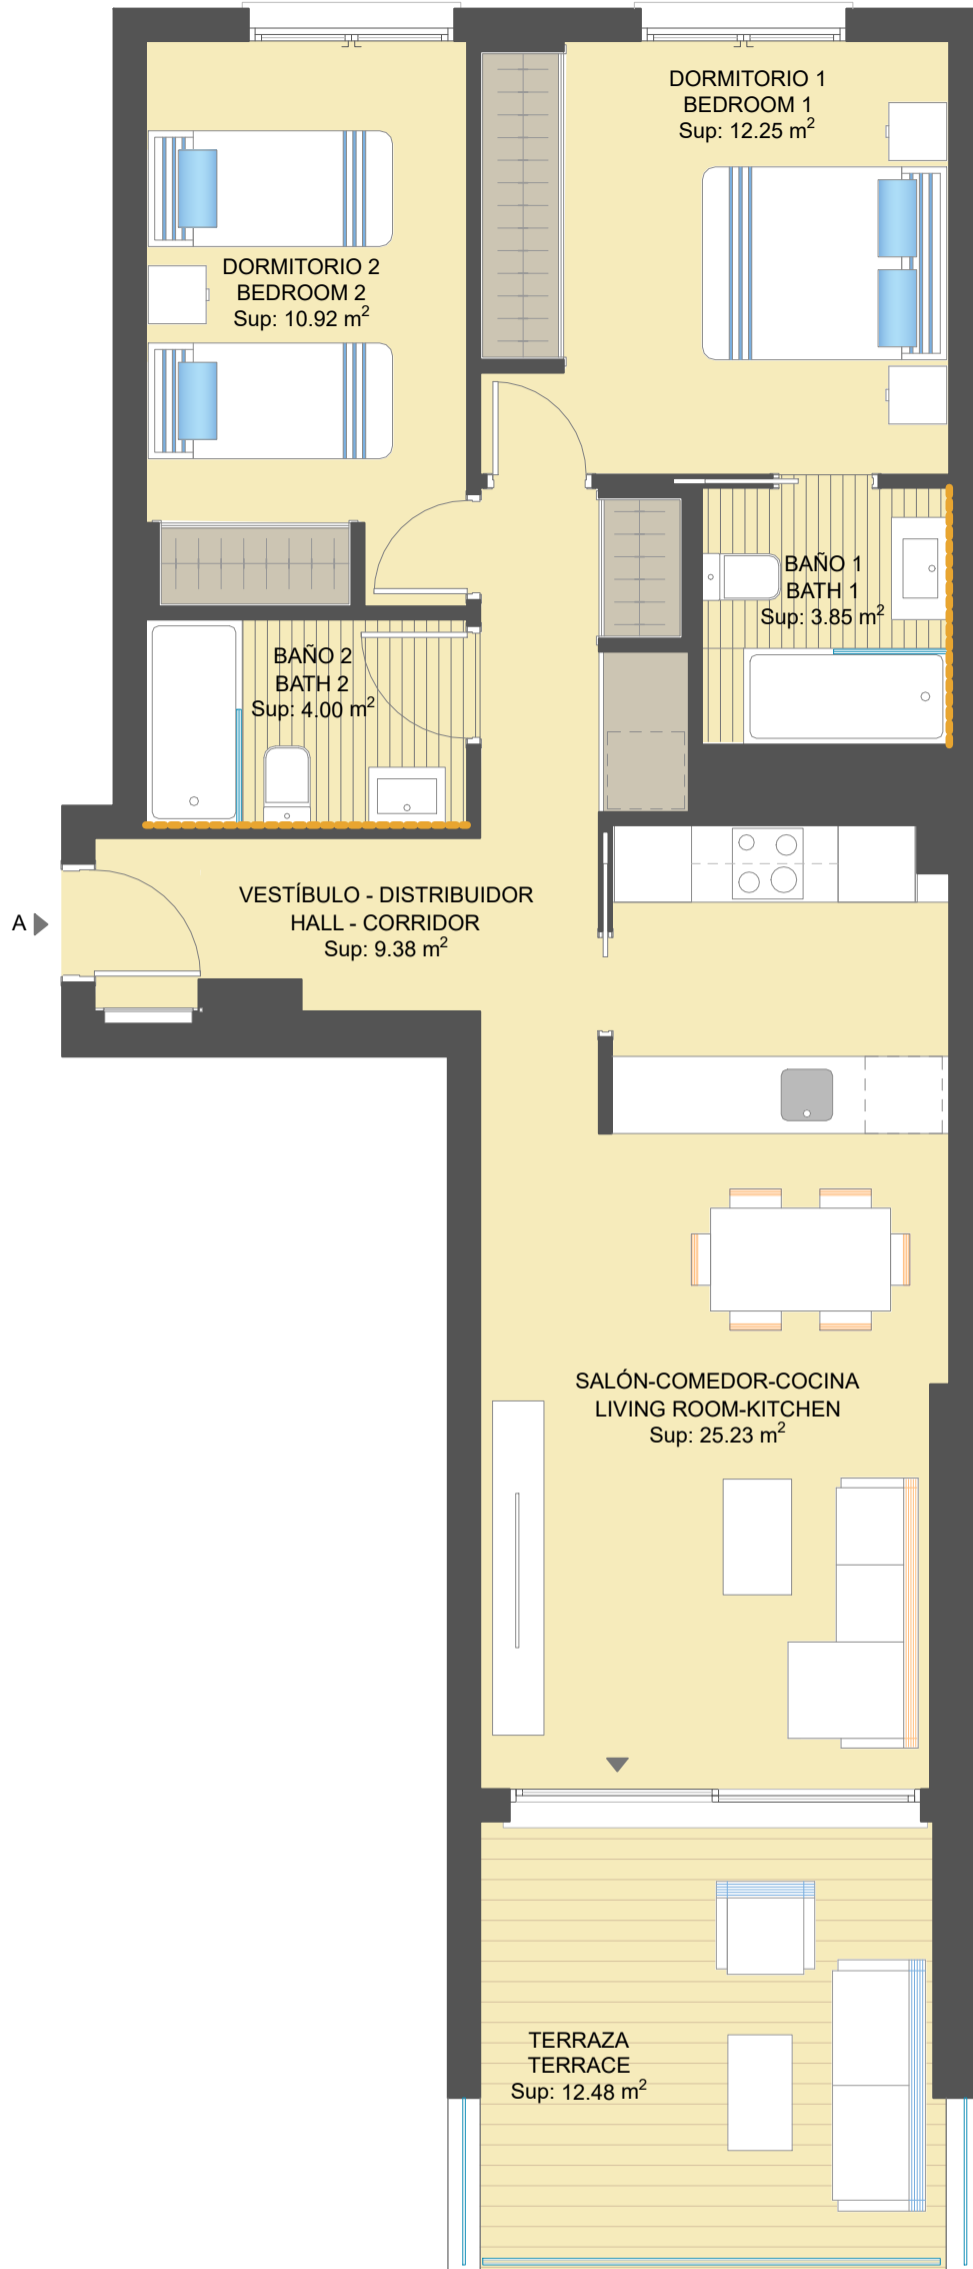 DORMITORIO 1
BEDROOM 1
Sup: 12.25 m²
DORMITORIO 2
BEDROOM 2
Sup: 10.92 m²
BAÑO 1
BATH 1
Sup: 3.85 m²
BAÑO 2
BATH 2
Sup: 4.00 m²
VESTÍBULO - DISTRIBUIDOR
HALL - CORRIDOR
Sup: 9.38 m²
A
SALÓN-COMEDOR-COCINA
LIVING ROOM-KITCHEN
Sup: 25.23 m²
TERRAZA
TERRACE
Sup: 12.48 m²